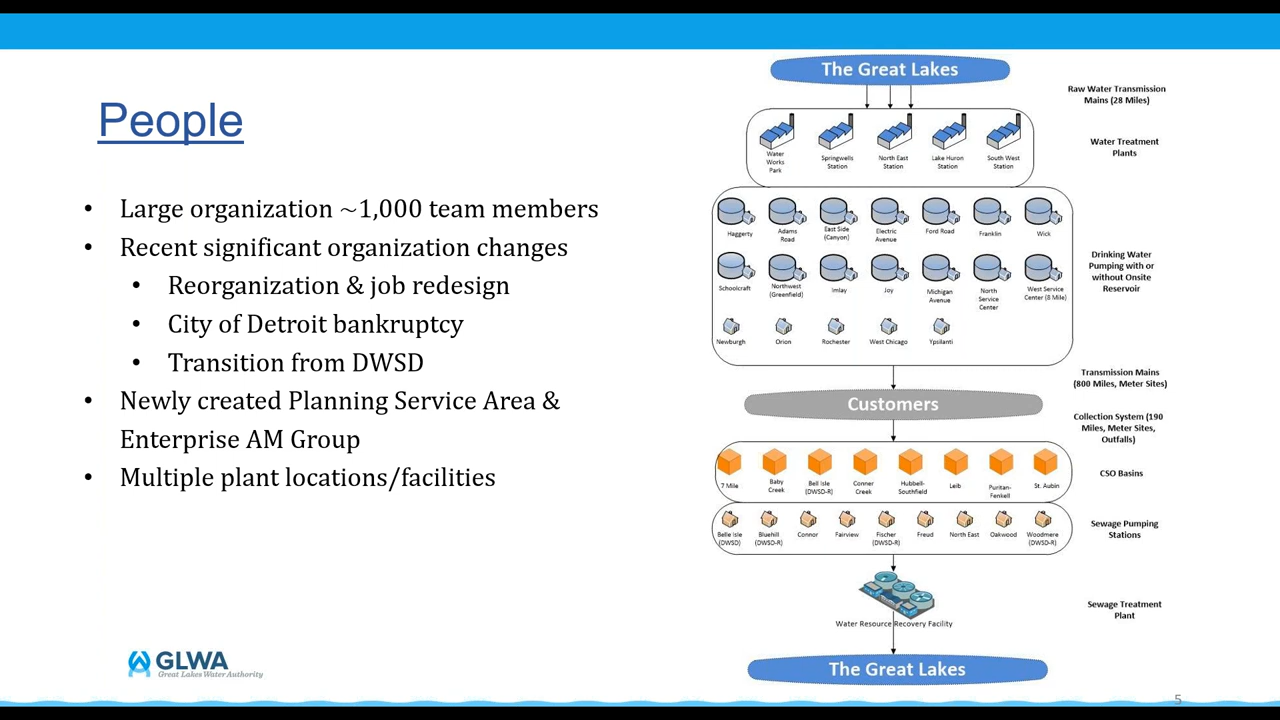 People
• Large organization ~1,000 team members
• Recent significant organization changes
• Reorganization & job redesign
• City of Detroit bankruptcy
• Transition from DWSD
• Newly created Planning Service Area &
Enterprise AM Group
• Multiple plant locations/facilities
GLWA
Great Lakes Water Authority
The Great Lakes
Raw Water Transmission
Mains (28 Miles)
Water
Works
Park
Springwells
Station
North East
Station
Lake Huron
Station
South West
Station
Water Treatment
Plants
Haggerty
Adams
Road
East Side
(Canyon)
Electric
Avenue
Ford Road
Franklin
Wick
Schoolcraft
Northwest
(Greenfield)
Imlay
Joy
Michigan
Avenue
North
Service
Center
West Service
Center (8 Mile)
Newburgh
Orion
Rochester
West Chicago
Ypsilanti
Drinking Water
Pumping with or
without Onsite
Reservoir
Transmission Mains
(800 Miles, Meter Sites)
Customers
Collection System (190
Miles, Meter Sites,
Outfalls)
7 Mile
Baby
Creek
Bell Isle
(DWSD-R)
Conner
Creek
Hubbell-
Southfield
Leib
Puritan-
Fenkell
St. Aubin
CSO Basins
Belle Isle
(DWSD)
Bluehill
(DWSD-R)
Connor
Fairview
Fischer
(DWSD-R)
Freud
North East
Oakwood
Woodmere
(DWSD-R)
Sewage Pumping
Stations
Water Resource Recovery Facility
Sewage Treatment
Plant
The Great Lakes
5